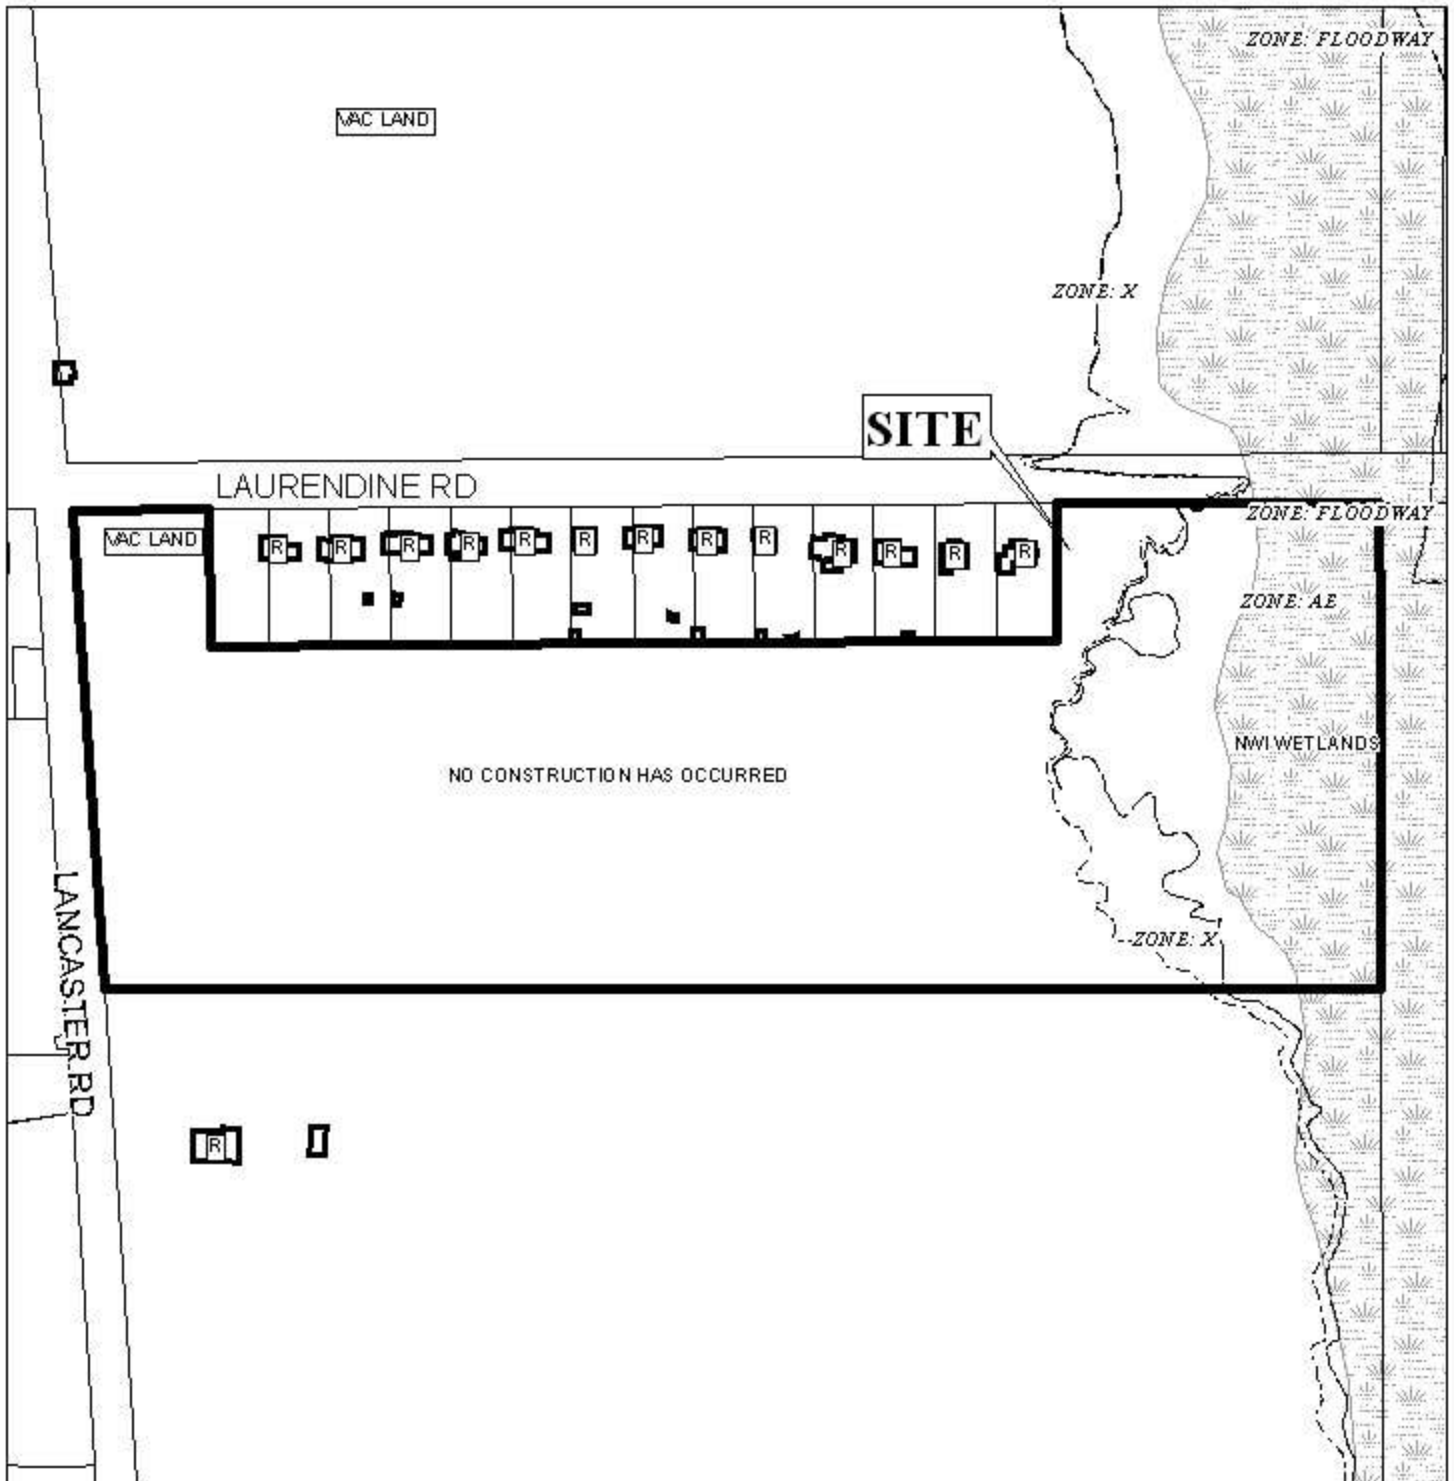 ZONE: FLOODWAY
VAC LAND
ZONE: X
SITE
LAURENDINE RD
ZONE: FLOODWAY
VAC LAND
R R R R R R R R R R R R R
ZONE: AE
NWI WETLANDS
NO CONSTRUCTION HAS OCCURRED
LANCASTER RD
ZONE: X
R